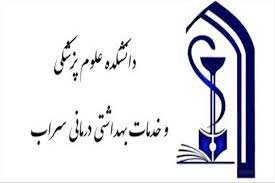 دانشکده علوم پزشکی
و خدمات بهداشتی درمانی سراب